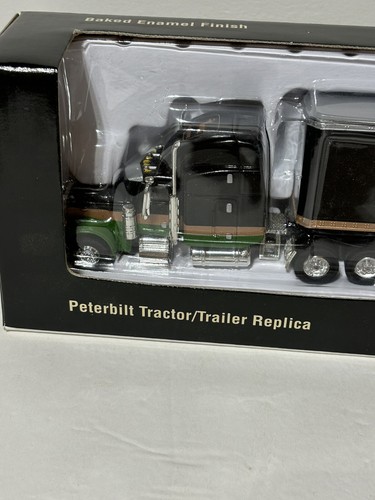 Baked Enamel Finish
Peterbilt Tractor/Trailer Replica